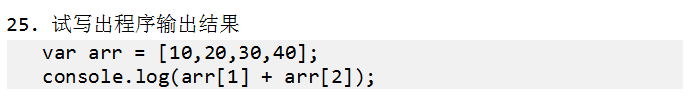 25. 试写出程序输出结果
var arr = [10,20,30,40];
console.log(arr[1] + arr[2]);